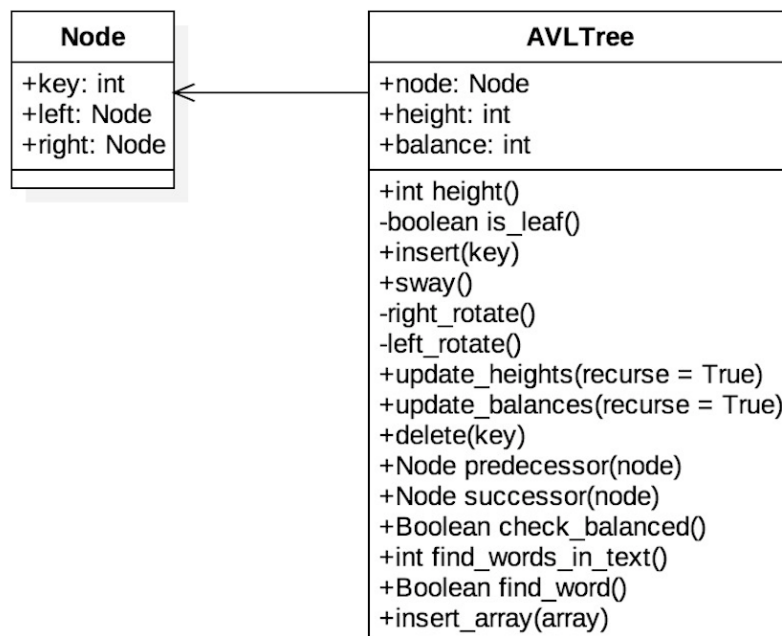 Node
+key: int
+left: Node
+right: Node
AVLTree
+node: Node
+height: int
+balance: int
+int height()
-boolean is_leaf()
+insert(key)
+sway()
-right_rotate()
-left_rotate()
+update_heights(recurse = True)
+update_balances(recurse = True)
+delete(key)
+Node predecessor(node)
+Node successor(node)
+Boolean check_balanced()
+int find_words_in_text()
+Boolean find_word()
+insert_array(array)